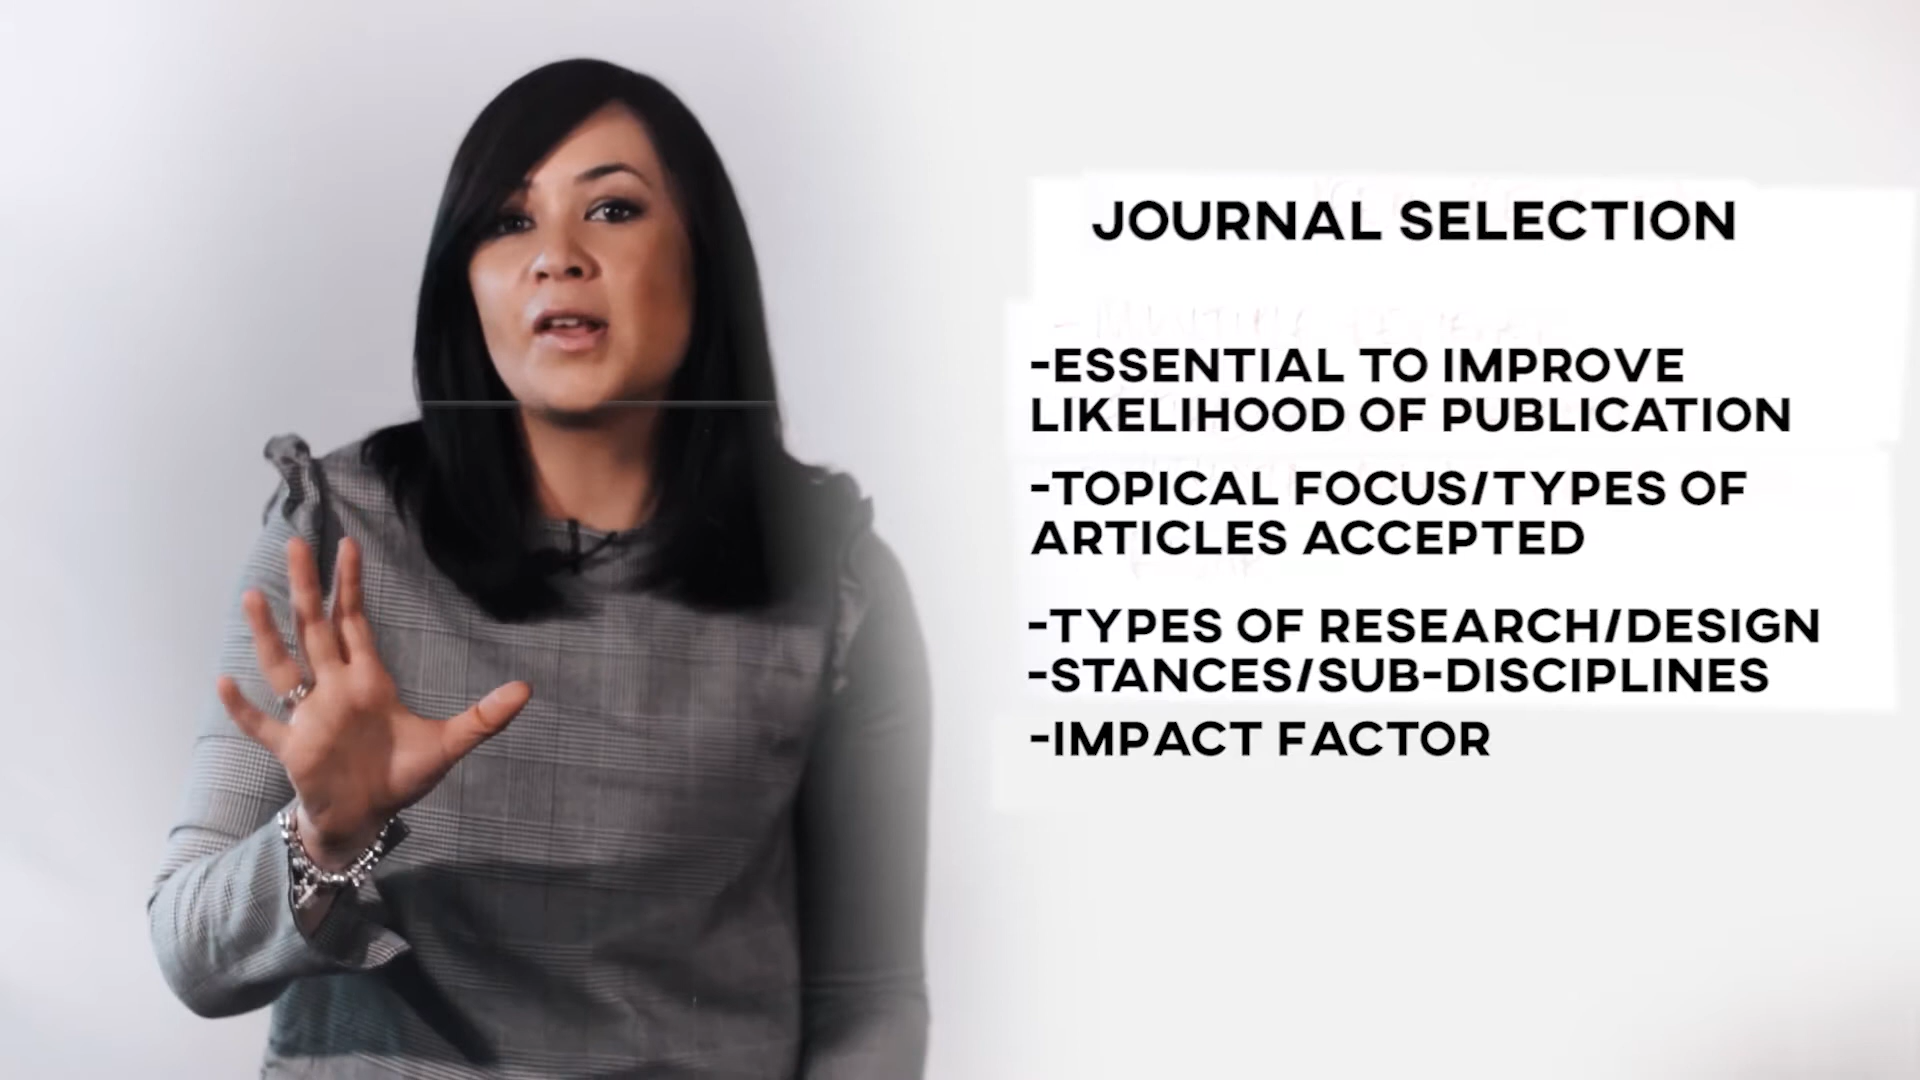 JOURNAL SELECTION
-ESSENTIAL TO IMPROVE
LIKELIHOOD OF PUBLICATION
-TOPICAL FOCUS/TYPES OF
ARTICLES ACCEPTED
-TYPES OF RESEARCH/DESIGN
-STANCES/SUB-DISCIPLINES
-IMPACT FACTOR